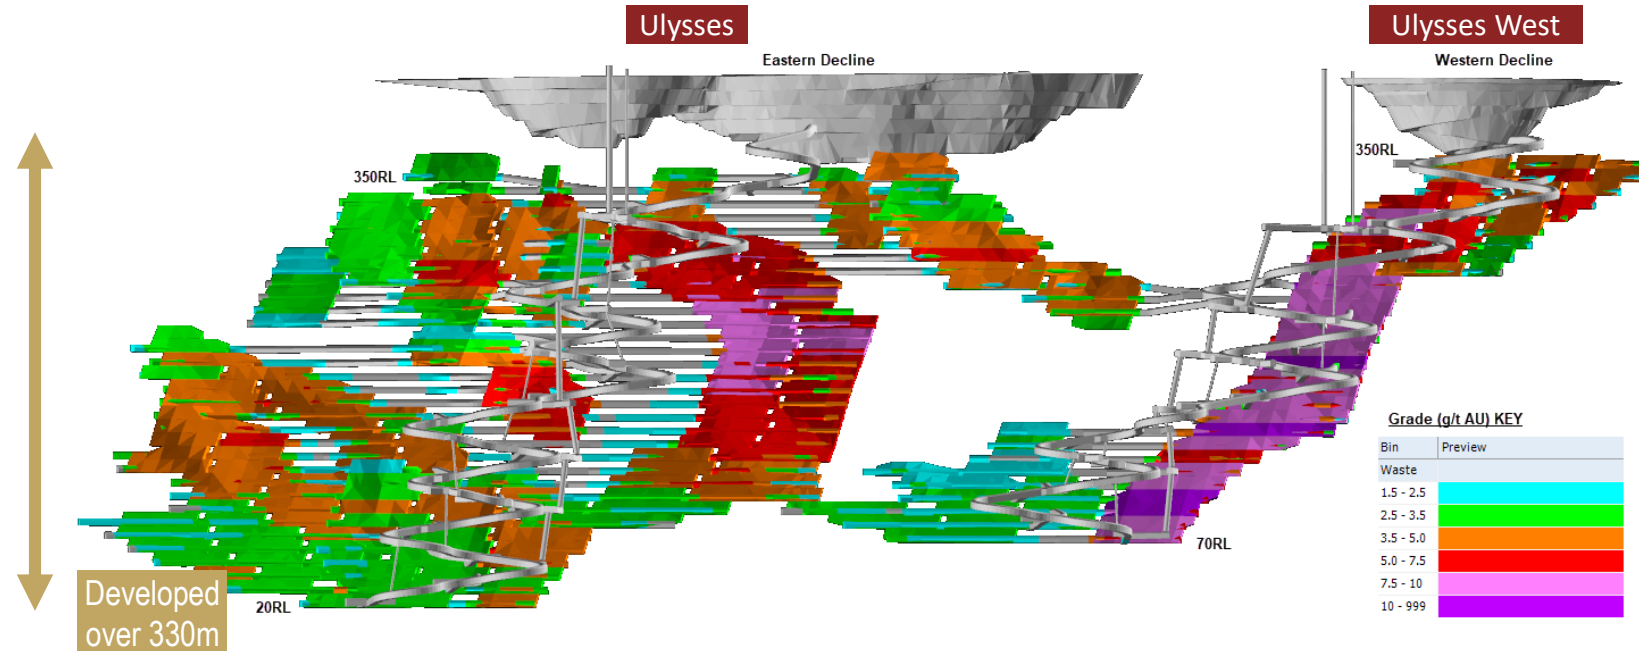 Ulysses
Ulysses West
Eastern Decline
Western Decline
350RL
350RL
Grade (g/t AU) KEY
Bin Preview
Waste
1.5 - 2.5
2.5 - 3.5
3.5 - 5.0
5.0 - 7.5
7.5 - 10
10 - 999
70RL
20RL
Developed
over 330m